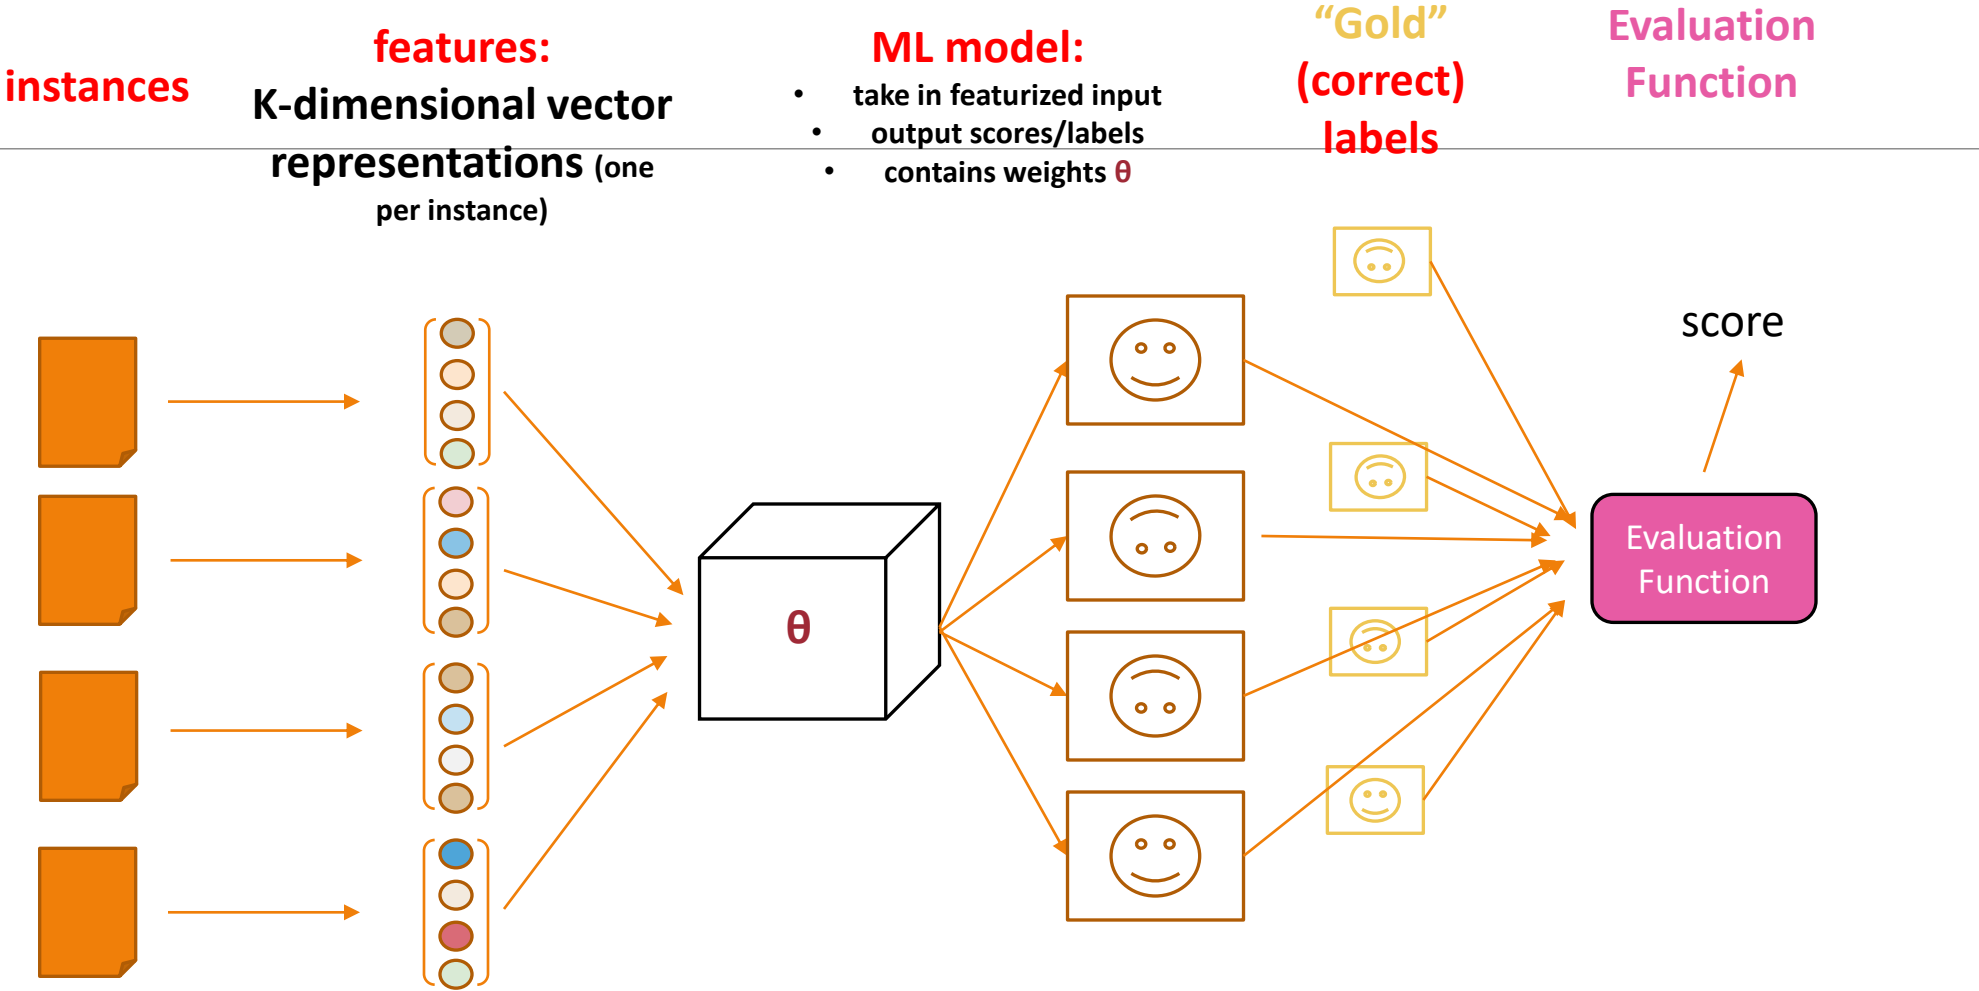 instances
features:
K-dimensional vector
representations (one
per instance)
ML model:
• take in featurized input
• output scores/labels
• contains weights θ
“Gold”
(correct)
labels
Evaluation
Function
θ
score
Evaluation
Function